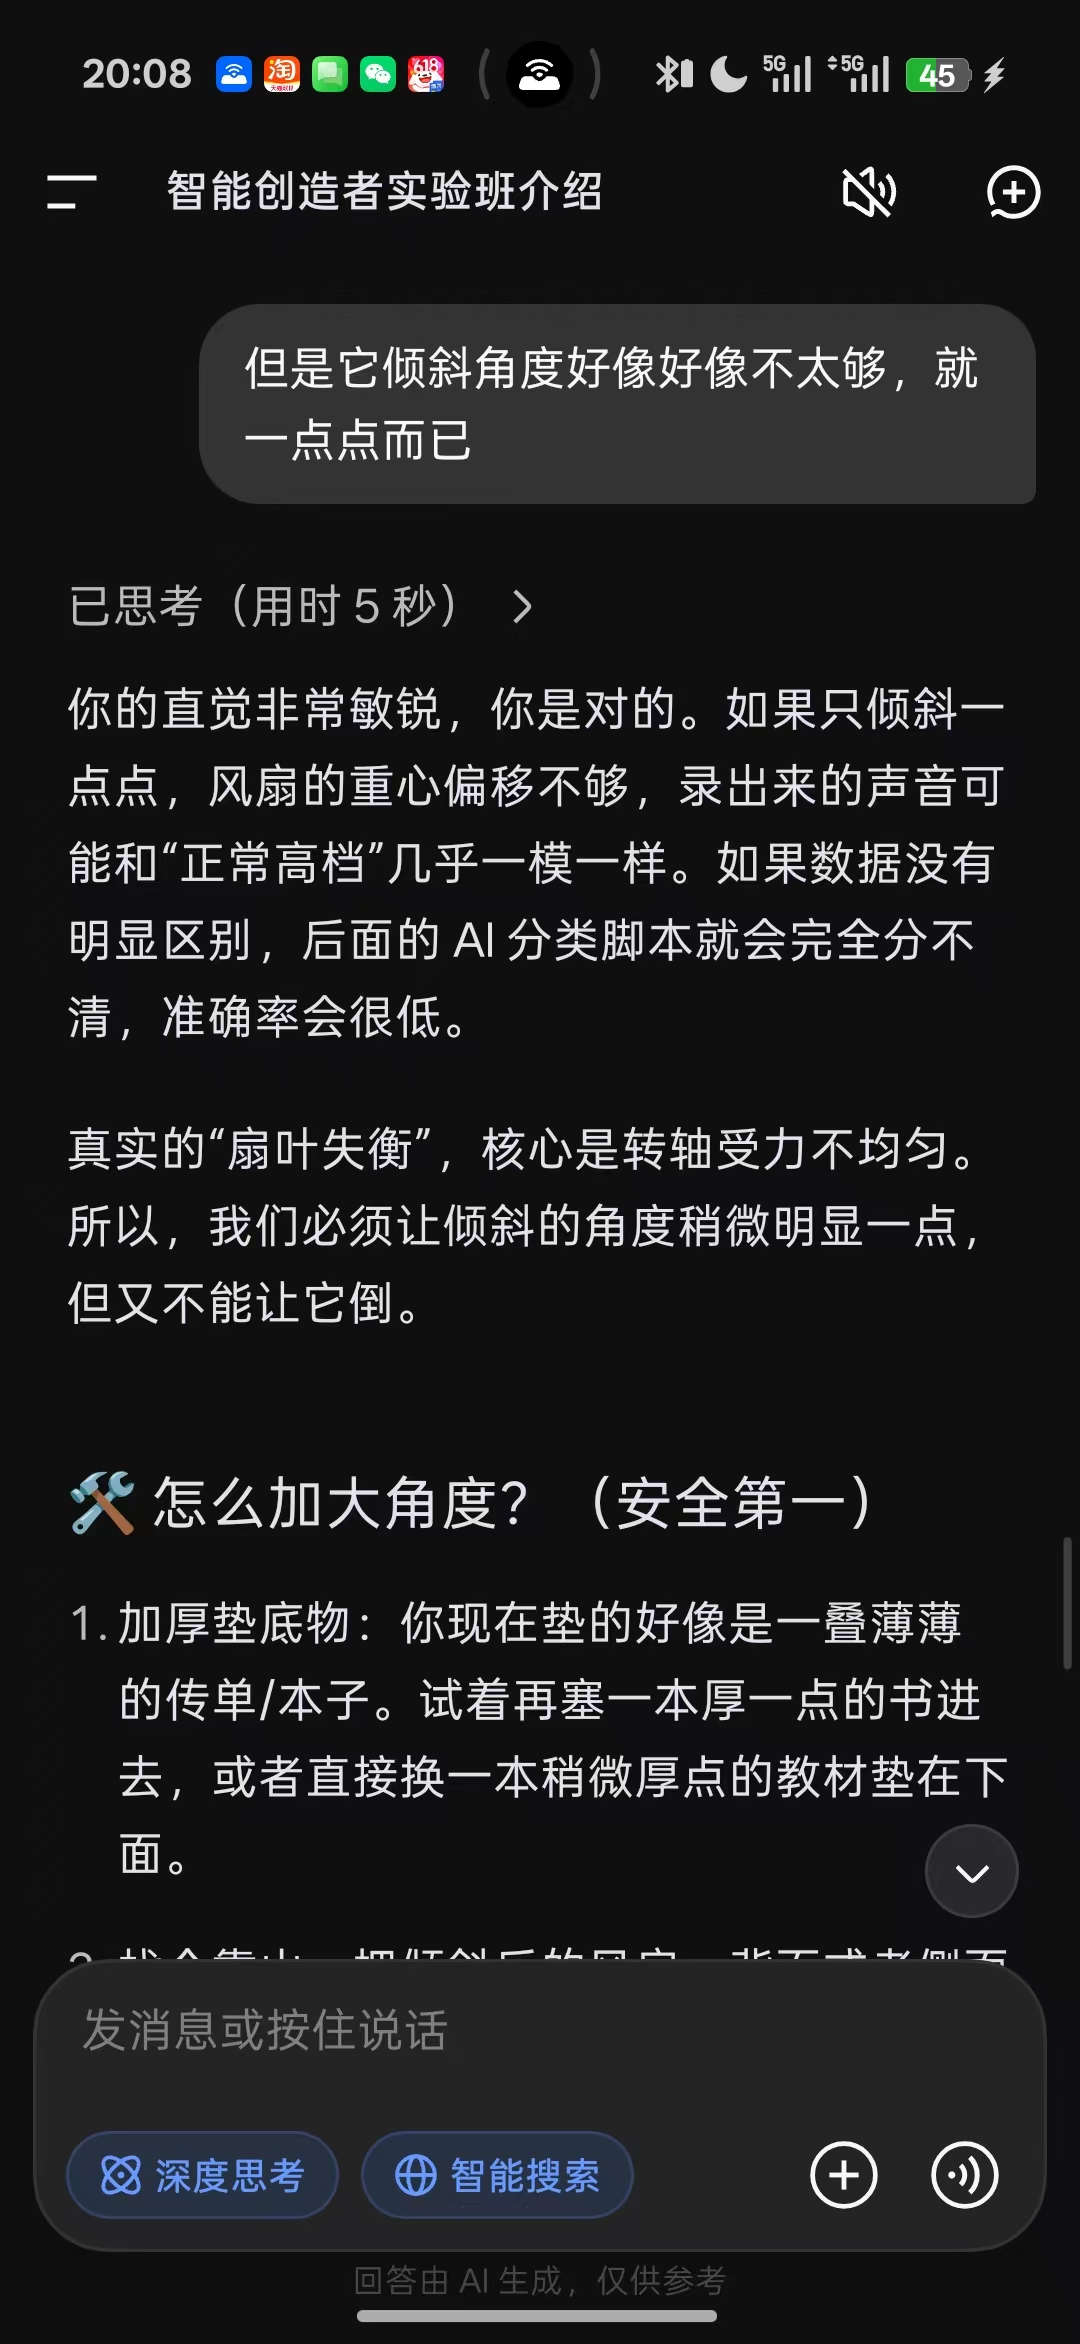 20:08
淘
618
5G
5G
45
智能创造者实验班介绍
但是它倾斜角度好像好像不太够，就
一点点而已
已思考（用时 5 秒）
你的直觉非常敏锐，你是对的。如果只倾斜一
点点，风扇的重心偏移不够，录出来的声音可
能和“正常高档”几乎一模一样。如果数据没有
明显区别，后面的 AI 分类脚本就会完全分不
清，准确率会很低。
真实的“扇叶失衡”，核心是转轴受力不均匀。
所以，我们必须让倾斜的角度稍微明显一点，
但又不能让它倒。
怎么加大角度？（安全第一）
1. 加厚垫底物：你现在垫的好像是一叠薄薄
的传单/本子。试着再塞一本厚一点的书进
去，或者直接换一本稍微厚点的教材垫在下
面。
发消息或按住说话
深度思考
智能搜索
回答由 AI 生成，仅供参考